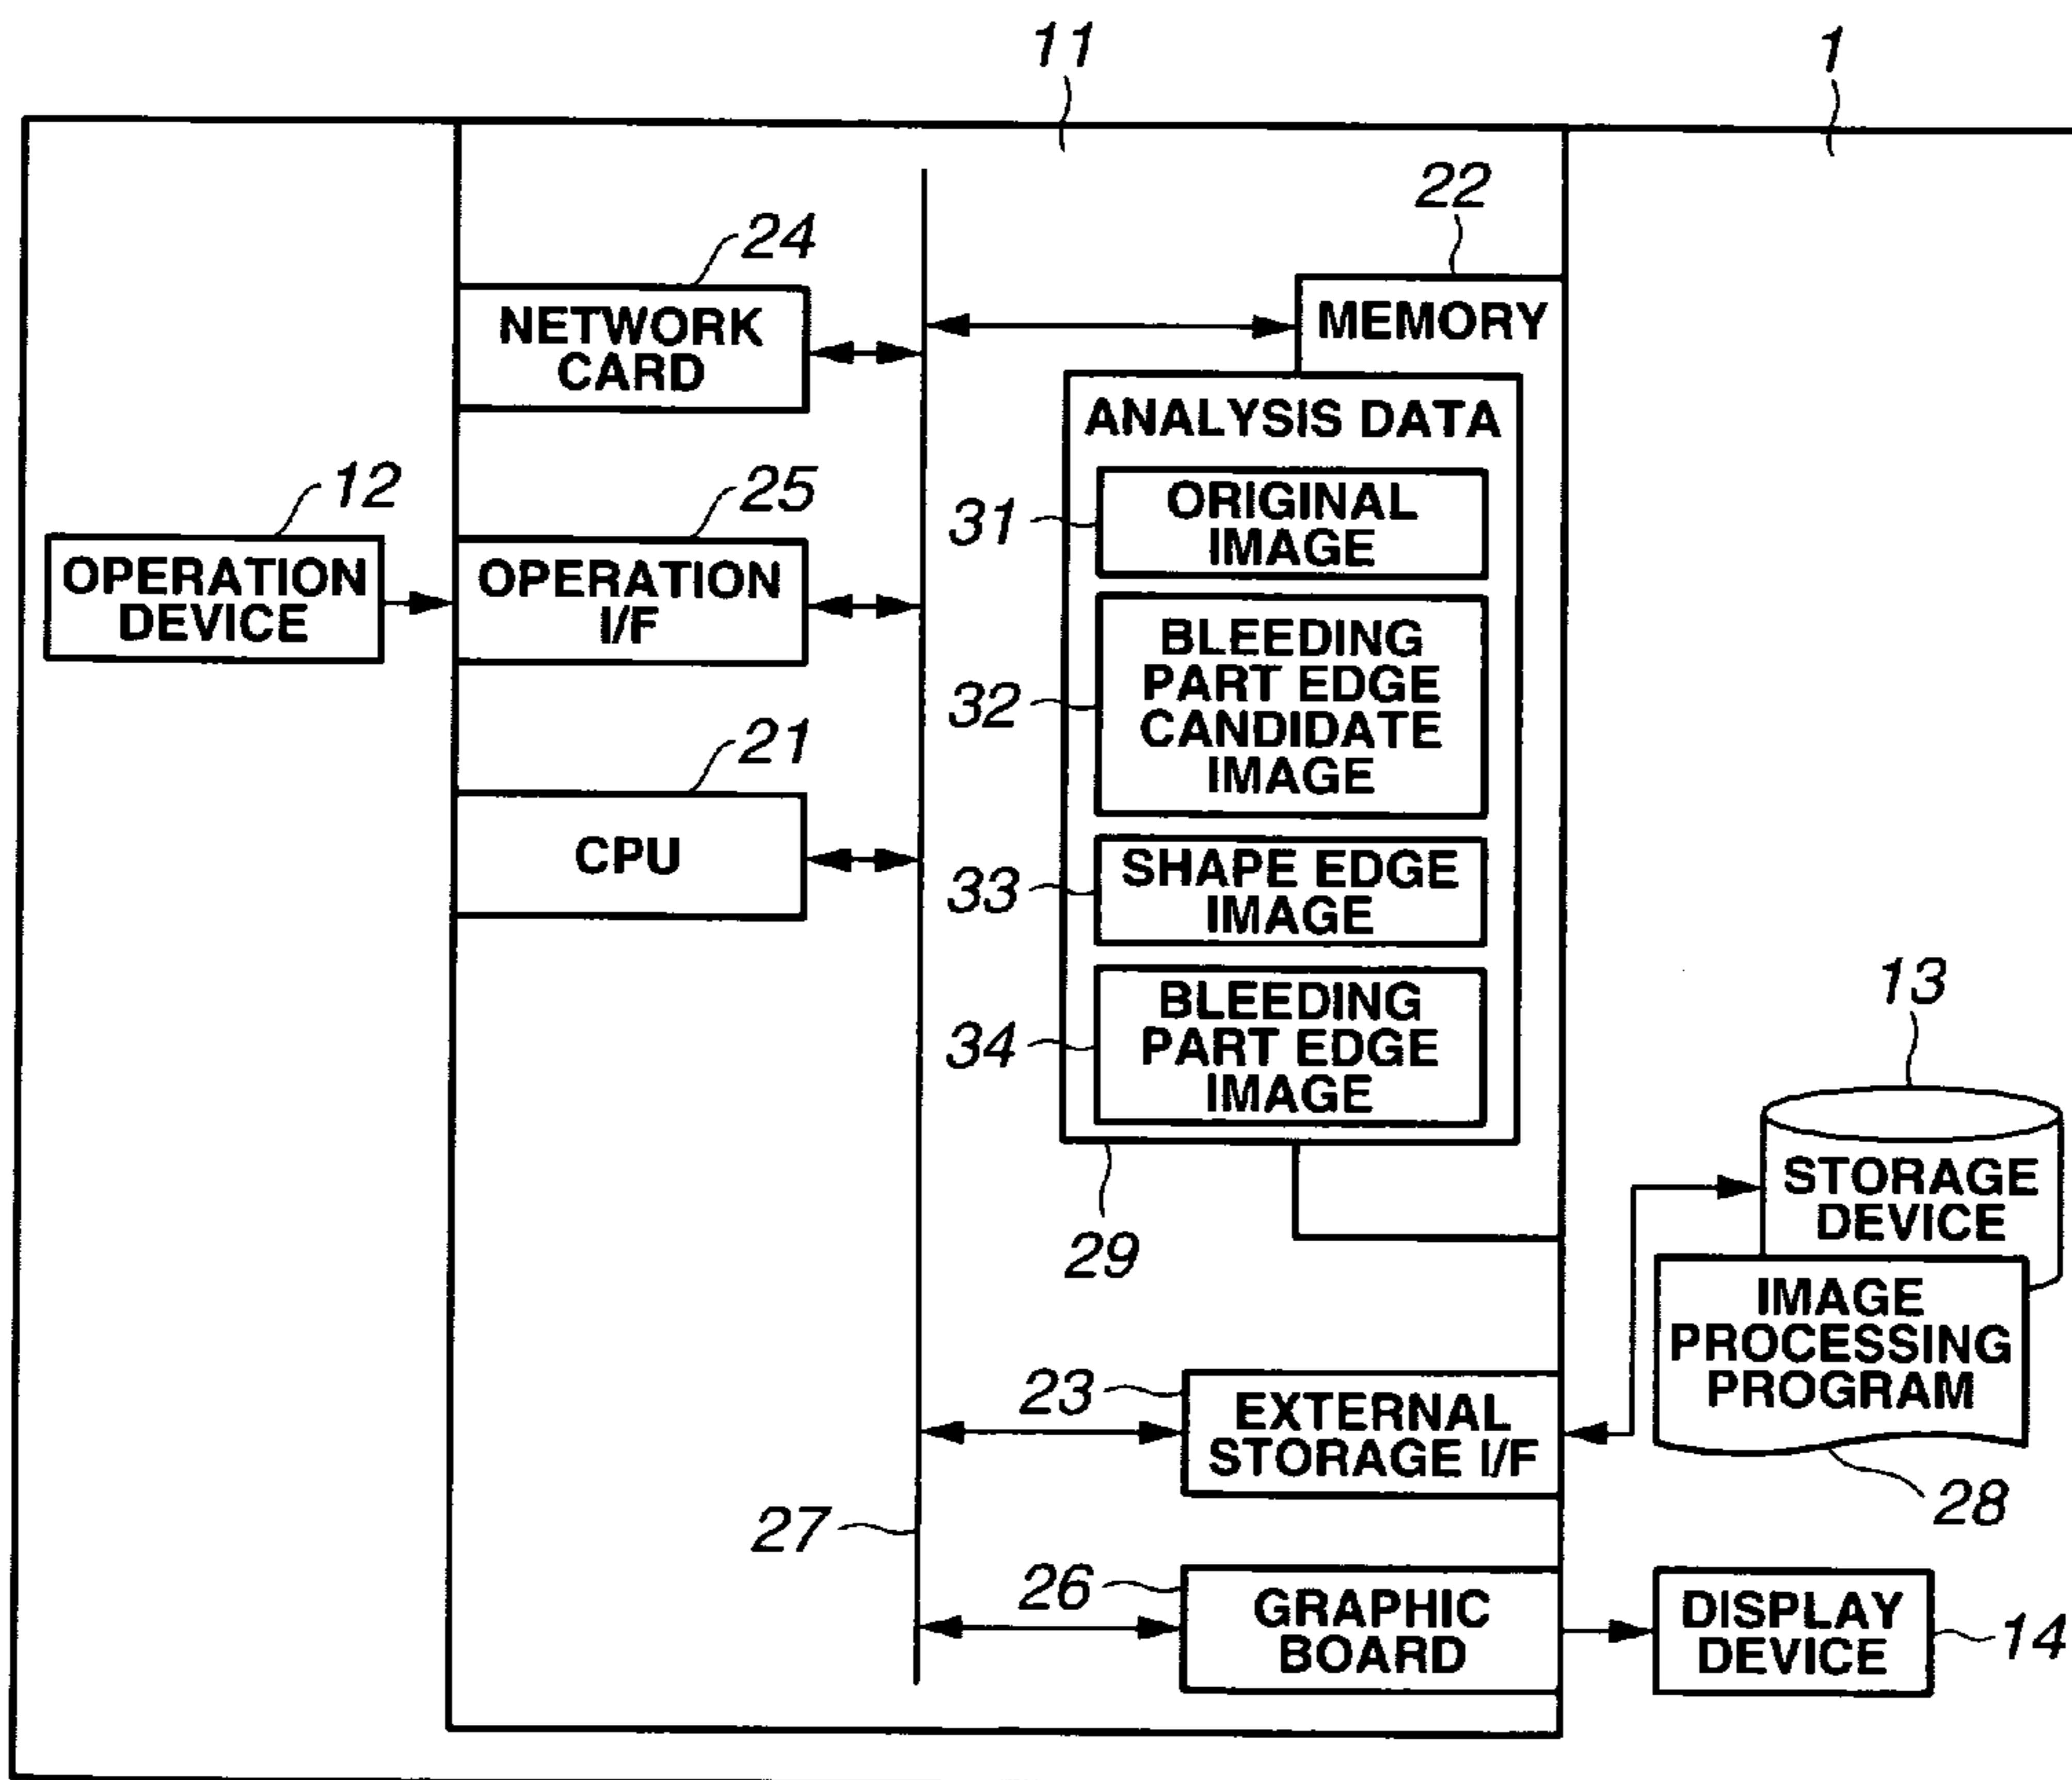 11
1
22
24
NETWORK
CARD
MEMORY
ANALYSIS DATA
12
OPERATION
DEVICE
25
OPERATION
I/F
31
ORIGINAL
IMAGE
32
BLEEDING
PART EDGE
CANDIDATE
IMAGE
21
CPU
33
SHAPE EDGE
IMAGE
34
BLEEDING
PART EDGE
IMAGE
29
13
STORAGE
DEVICE
IMAGE
PROCESSING
PROGRAM
28
23
EXTERNAL
STORAGE I/F
27
26
GRAPHIC
BOARD
DISPLAY
DEVICE
14